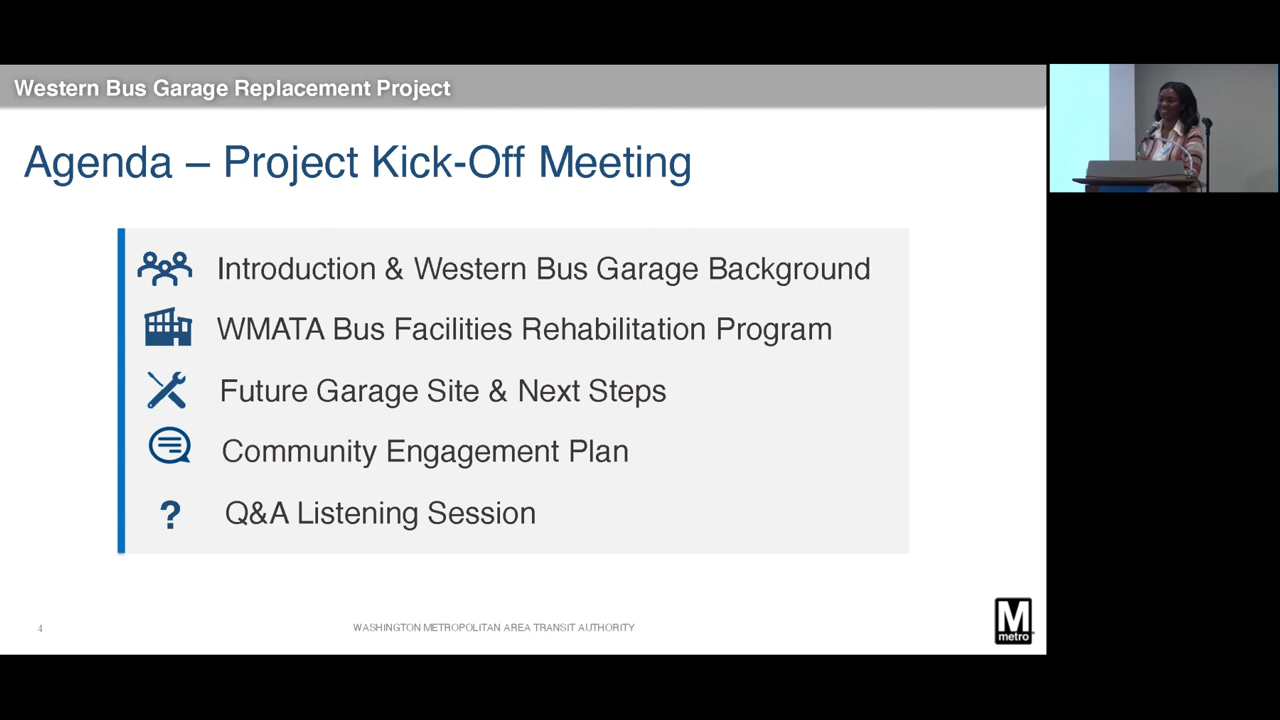 Western Bus Garage Replacement Project
Agenda – Project Kick-Off Meeting
Introduction & Western Bus Garage Background
WMATA Bus Facilities Rehabilitation Program
Future Garage Site & Next Steps
Community Engagement Plan
? Q&A Listening Session
4
WASHINGTON METROPOLITAN AREA TRANSIT AUTHORITY
M
metro